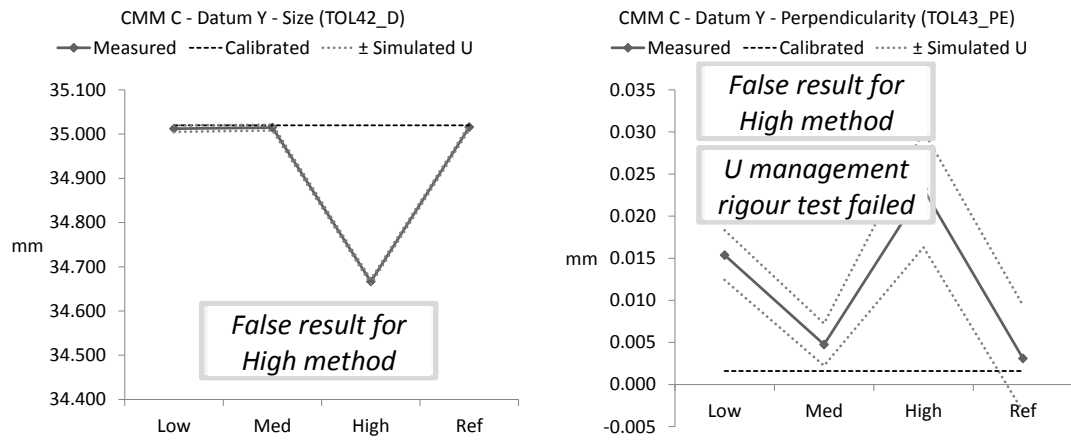 CMM C - Datum Y - Size (TOL42_D)
Measured Calibrated ± Simulated U
35.100
35.000
34.900
34.800
34.700
34.600
34.500
34.400
mm
False result for
High method
Low Med High Ref
CMM C - Datum Y - Perpendicularity (TOL43_PE)
Measured Calibrated ± Simulated U
0.035
0.030
0.025
0.020
0.015
0.010
0.005
0.000
-0.005
mm
False result for
High method
U management
rigour test failed
Low Med High Ref